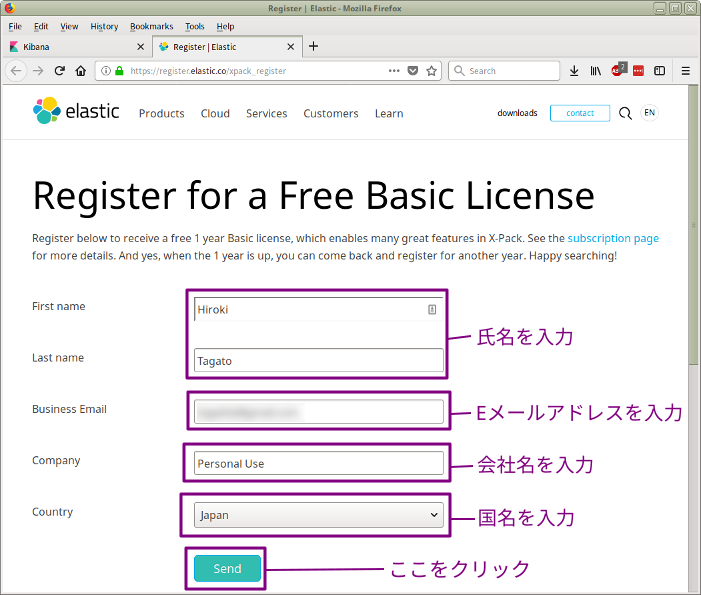 Register | Elastic - Mozilla Firefox
File Edit View History Bookmarks Tools Help
Kibana
Register | Elastic
https://register.elastic.co/xpack_register
Search
2
elastic Products Cloud Services Customers Learn downloads contact EN
Register for a Free Basic License
Register below to receive a free 1 year Basic license, which enables many great features in X-Pack. See the subscription page
for more details. And yes, when the 1 year is up, you can come back and register for another year. Happy searching!
First name Hiroki
氏名を入力
Last name Tagato
Business Email Eメールアドレスを入力
Company Personal Use 会社名を入力
Country Japan 国名を入力
Send ここをクリック